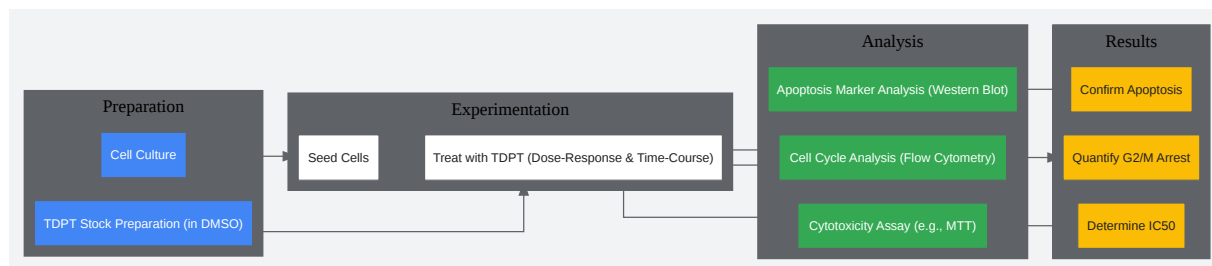 Preparation
Cell Culture
TDPT Stock Preparation (in DMSO)
Experimentation
Seed Cells
Treat with TDPT (Dose-Response & Time-Course)
Analysis
Apoptosis Marker Analysis (Western Blot)
Cell Cycle Analysis (Flow Cytometry)
Cytotoxicity Assay (e.g., MTT)
Results
Confirm Apoptosis
Quantify G2/M Arrest
Determine IC50